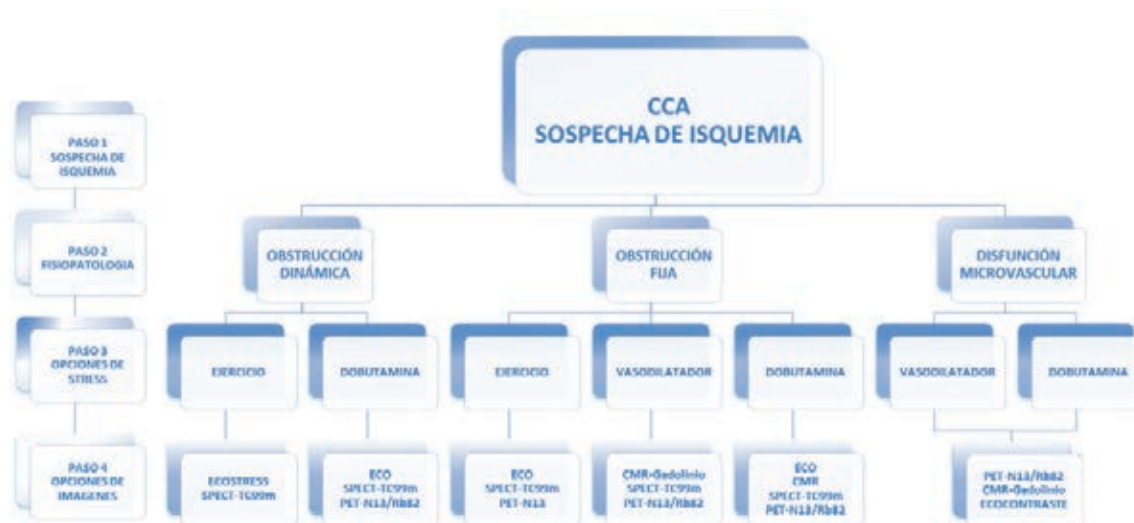 CCA
SOSPECHA DE ISQUEMIA
PASO 1
SOSPECHA DE
ISQUEMIA
PASO 2
FISIOPATOLOGIA
OBSTRUCCIÓN
DINÁMICA
OBSTRUCCIÓN
FIJA
DISFUNCIÓN
MICROVASCULAR
PASO 3
OPCIONES DE
STRESS
EJERCICIO
DOBUTAMINA
EJERCICIO
VASODILATADOR
DOBUTAMINA
VASODILATADOR
DOBUTAMINA
PASO 4
OPCIONES DE
IMAGENES
ECOSTRESS
SPECT-TC99m
ECO
SPECT-TC99m
PET-N13/Rb82
ECO
SPECT-TC99m
PET-N13
CMR-Gadolinio
SPECT-TC99m
PET-N13/Rb82
ECO
CMR
SPECT-TC99m
PET-N13/Rb82
PET-N13/Rb82
CMR-Gadolinio
ECOCONTRASTE